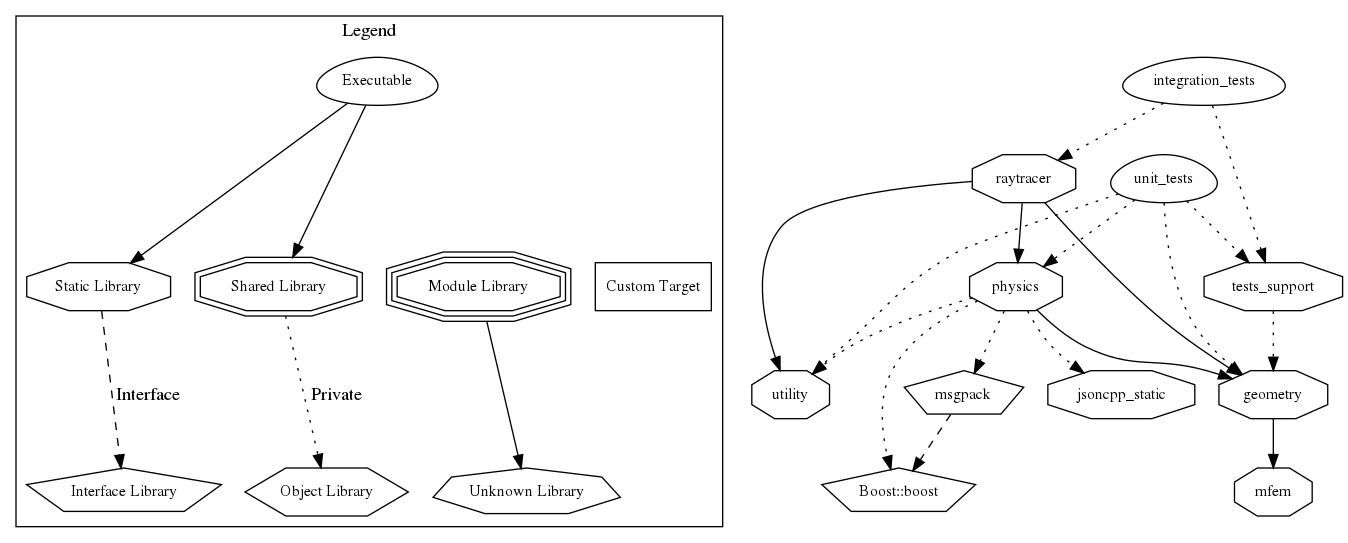 Legend
Executable
Static Library
Shared Library
Module Library
Custom Target
Interface
Private
Interface Library
Object Library
Unknown Library
integration_tests
raytracer
unit_tests
physics
tests_support
utility
msgpack
jsoncpp_static
geometry
Boost::boost
mfem